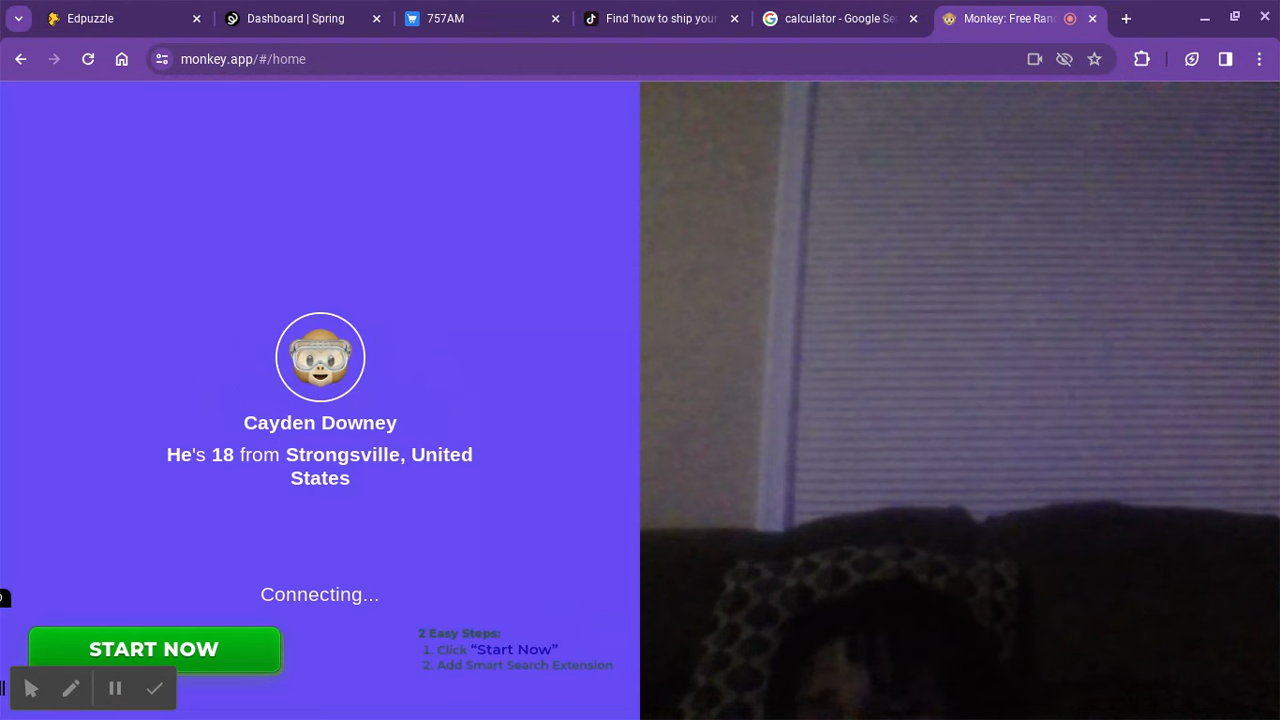 Edpuzzle
Dashboard | Spring
757AM
Find 'how to ship your
calculator - Google Se
Monkey: Free Ran
monkey.app/#/home
Cayden Downey
He's 18 from Strongsville, United
States
Connecting...
START NOW
2 Easy Steps:
1. Click “Start Now”
2. Add Smart Search Extension